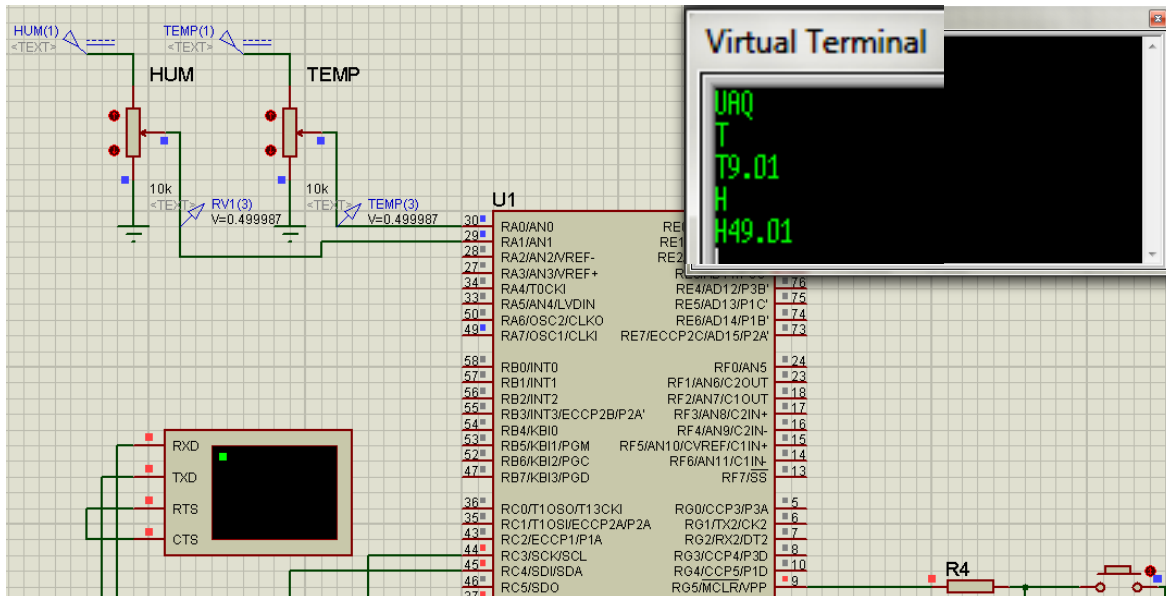 HUM(1)
<TEXT>
TEMP(1)
<TEXT>
HUM
TEMP
10k
<TEXT>
RV1(3)
V=0.499987
10k
<TEXT>
TEMP(3)
V=0.499987
Virtual Terminal
UAQ
T
T9.01
H
H49.01
U1
30 RA0/AN0 RE0
29 RA1/AN1 RE1
28 RA2/AN2/VREF- RE2
27 RA3/AN3/VREF+
34 RA4/T0CKI RE4/AD12/P3B' 76
33 RA5/AN4/LVDIN RE5/AD13/P1C' 75
50 RA6/OSC2/CLKO RE6/AD14/P1B' 74
49 RA7/OSC1/CLKI RE7/ECCP2C/AD15/P2A' 73
58 RB0/INT0 RF0/AN5 24
57 RB1/INT1 RF1/AN6/C2OUT 23
56 RB2/INT2 RF2/AN7/C1OUT 18
55 RB3/INT3/ECCP2B/P2A' RF3/AN8/C2IN+ 17
54 RB4/KBI0 RF4/AN9/C2IN- 16
53 RB5/KBI1/PGM RF5/AN10/CVREF/C1IN+ 15
52 RB6/KBI2/PGC RF6/AN11/C1IN- 14
47 RB7/KBI3/PGD RF7/SS 13
36 RC0/T1OSO/T13CKI RG0/CCP3/P3A 5
35 RC1/T1OSI/ECCP2A/P2A RG1/TX2/CK2 6
43 RC2/ECCP1/P1A RG2/RX2/DT2 7
44 RC3/SCK/SCL RG3/CCP4/P3D 8
45 RC4/SDI/SDA RG4/CCP5/P1D 10
46 RC5/SDO RG5/MCLR/VPP 9
37
RXD
TXD
RTS
CTS
R4